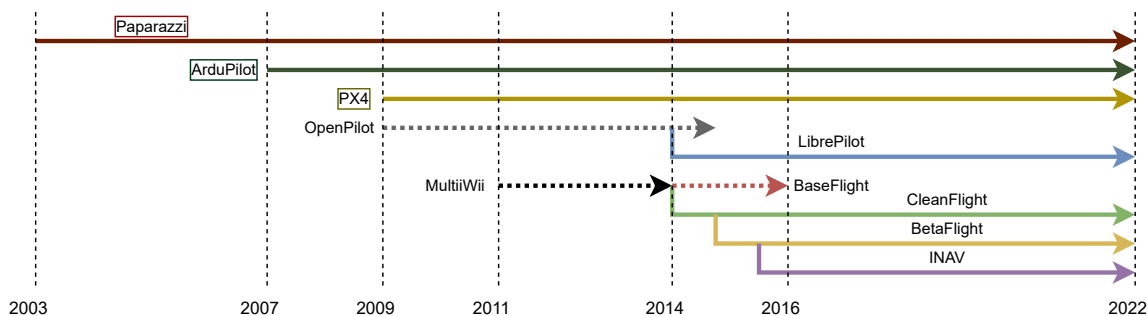 Paparazzi
ArduPilot
PX4
OpenPilot
LibrePilot
MultiiWii
BaseFlight
CleanFlight
BetaFlight
INAV
2003 2007 2009 2011 2014 2016 2022